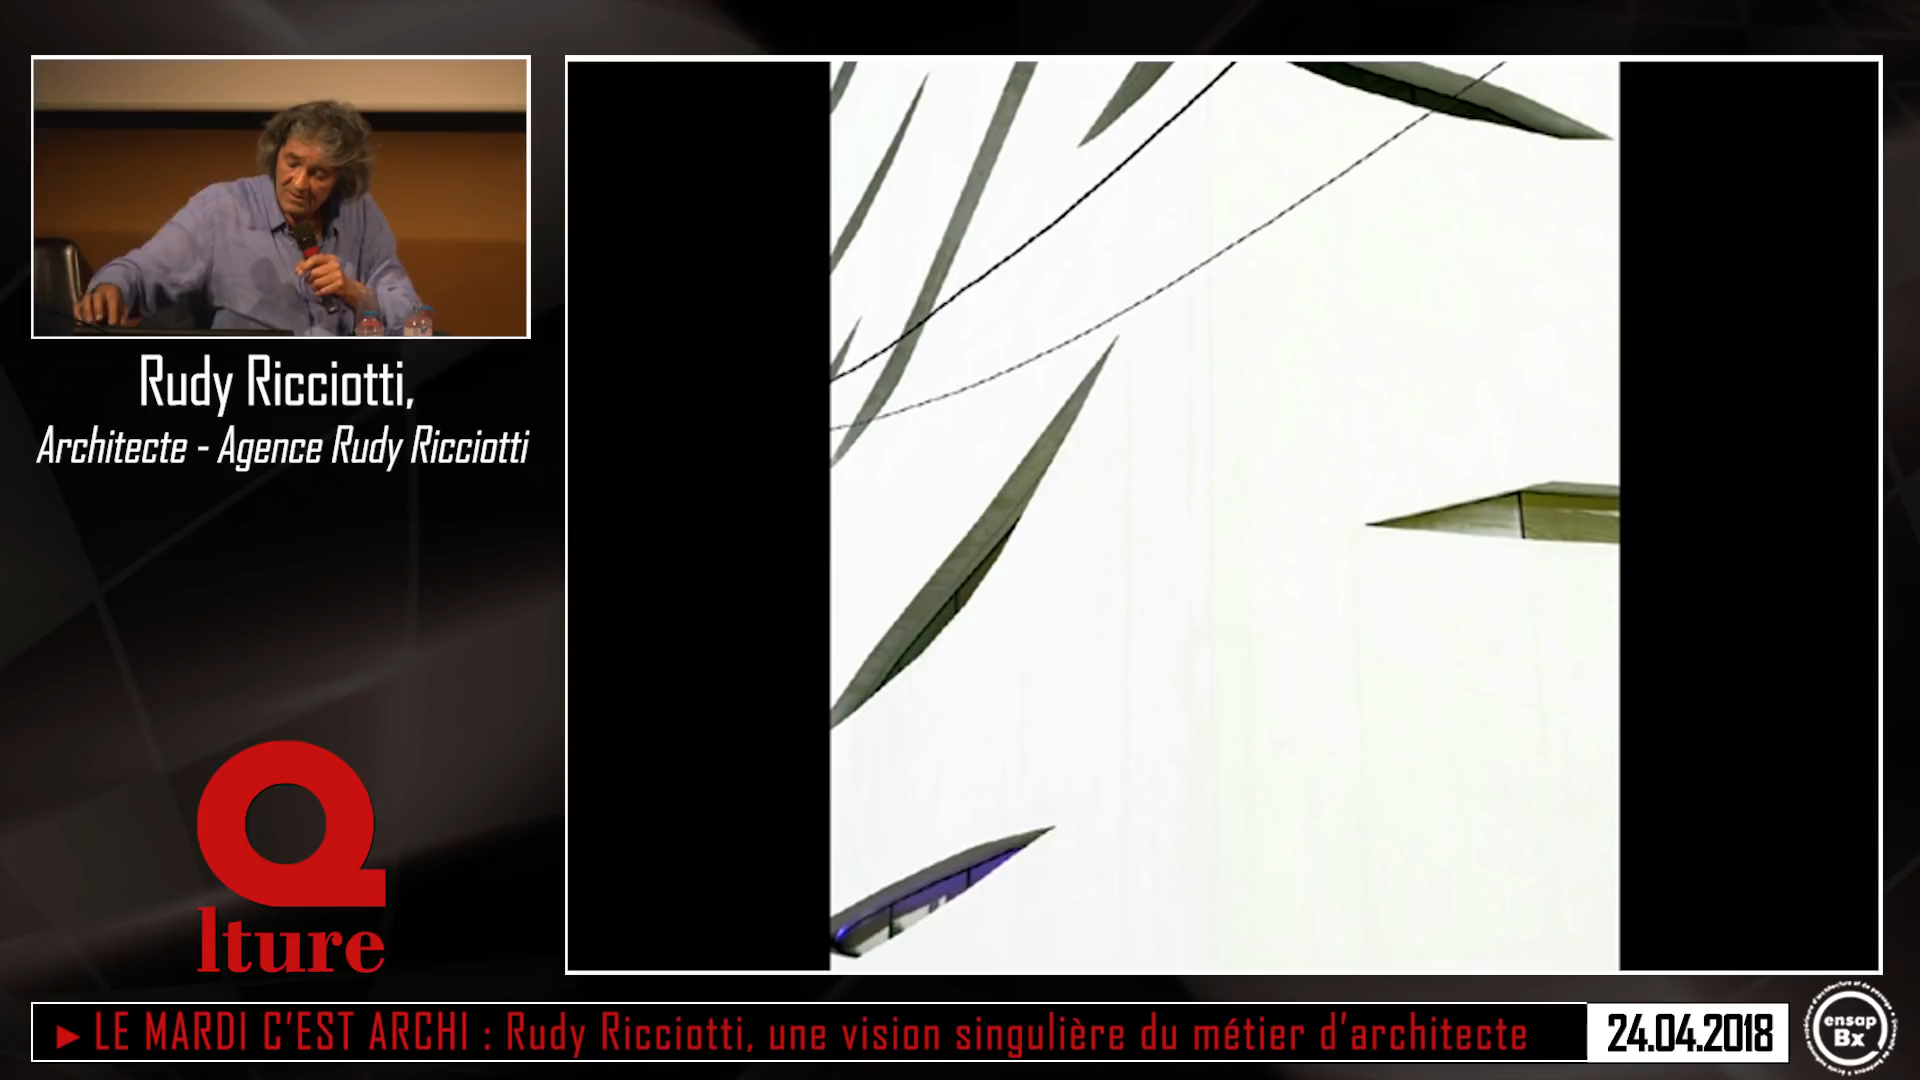 Rudy Ricciotti,
Architecte - Agence Rudy Ricciotti
Q
lture
► LE MARDI C'EST ARCHI : Rudy Ricciotti, une vision singulière du métier d'architecte
24.04.2018
ensap
Bx